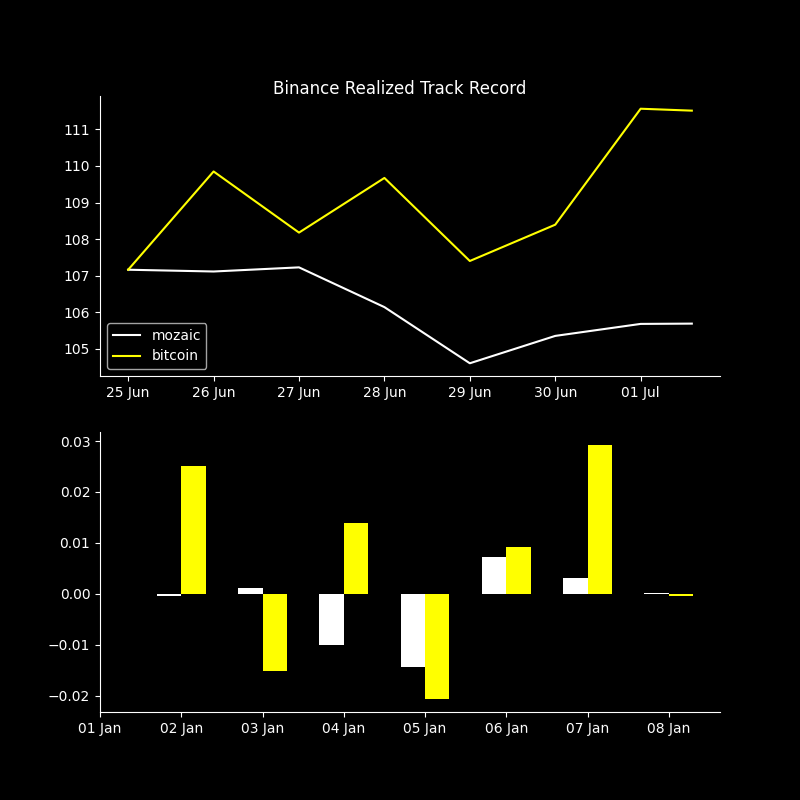 Binance Realized Track Record
111
110
109
108
107
106
105
mozaic
bitcoin
25 Jun 26 Jun 27 Jun 28 Jun 29 Jun 30 Jun 01 Jul
0.03
0.02
0.01
0.00
−0.01
−0.02
01 Jan 02 Jan 03 Jan 04 Jan 05 Jan 06 Jan 07 Jan 08 Jan